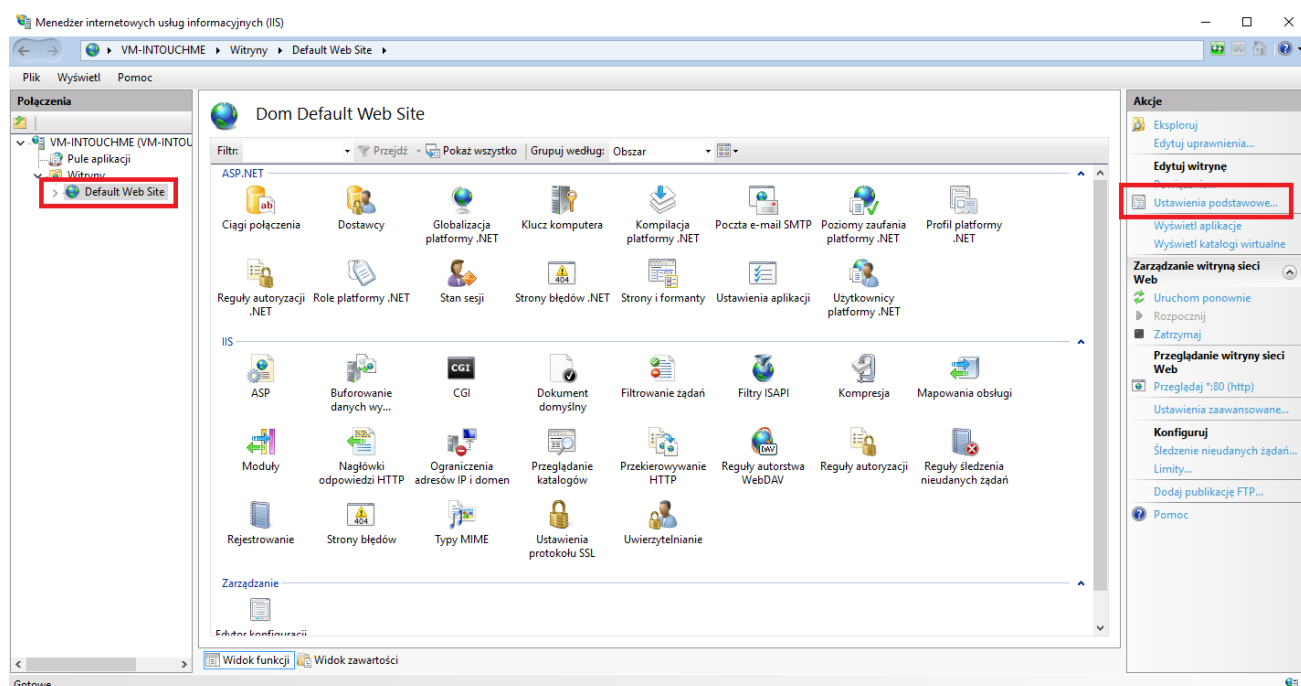 Menedżer internetowych usług informacyjnych (IIS)
VM-INTOUCHME Witryny Default Web Site
Plik Wyświetl Pomoc
Połączenia
VM-INTOUCHME (VM-INTOU
Pule aplikacji
Witryny
Default Web Site
Dom Default Web Site
Filtr: Przejdź Pokaż wszystko Grupuj według: Obszar
ASP.NET
Ciągi połączenia
Dostawcy
Globalizacja
platformy .NET
Klucz komputera
Kompilacja
platformy .NET
Poczta e-mail SMTP
Poziomy zaufania
platformy .NET
Profil platformy
.NET
Reguły autoryzacji
.NET
Role platformy .NET
Stan sesji
Strony błędów .NET
Strony i formanty
Ustawienia aplikacji
Użytkownicy
platformy .NET
IIS
ASP
Buforowanie
danych wy...
CGI
Dokument
domyślny
Filtrowanie żądań
Filtry ISAPI
Kompresja
Mapowania obsługi
Moduły
Nagłówki
odpowiedzi HTTP
Ograniczenia
adresów IP i domen
Przeglądanie
katalogów
Przekierowywanie
HTTP
Reguły autorstwa
WebDAV
Reguły autoryzacji
Reguły śledzenia
nieudanych żądań
Rejestrowanie
Strony błędów
Typy MIME
Ustawienia
protokołu SSL
Uwierzytelnianie
Zarządzanie
Edytor konfiguracji
Widok funkcji Widok zawartości
Gotowe
Akcje
Eksploruj
Edytuj uprawnienia...
Edytuj witrynę
Ustawienia podstawowe...
Wyświetl aplikacje
Wyświetl katalogi wirtualne
Zarządzanie witryną sieci
Web
Uruchom ponownie
Rozpocznij
Zatrzymaj
Przeglądanie witryny sieci
Web
Przeglądaj *:80 (http)
Ustawienia zaawansowane...
Konfiguruj
Śledzenie nieudanych żądań...
Limity...
Dodaj publikację FTP...
Pomoc